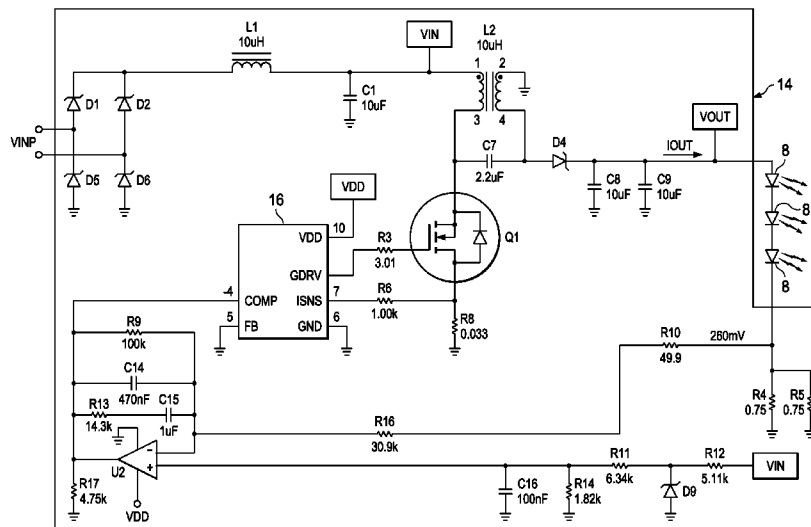 L1
10uH
VIN
L2
10uH
1
2
3
4
14
D1
D2
C1
10uF
VINP
D5
D6
C7
2.2uF
D4
IOUT
VOUT
C8
10uF
C9
10uF
8
8
8
16
VDD
10
VDD
GDRV
R3
3.01
Q1
-4
COMP
ISNS
7
R6
1.00k
5
FB
GND
6
R8
0.033
R9
100k
R10
49.9
260mV
C14
470nF
R13
14.3k
C15
1uF
R4
0.75
R5
0.75
R16
30.9k
U2
-
+
R17
4.75k
VDD
C16
100nF
R14
1.82k
R11
6.34k
D9
R12
5.11k
VIN